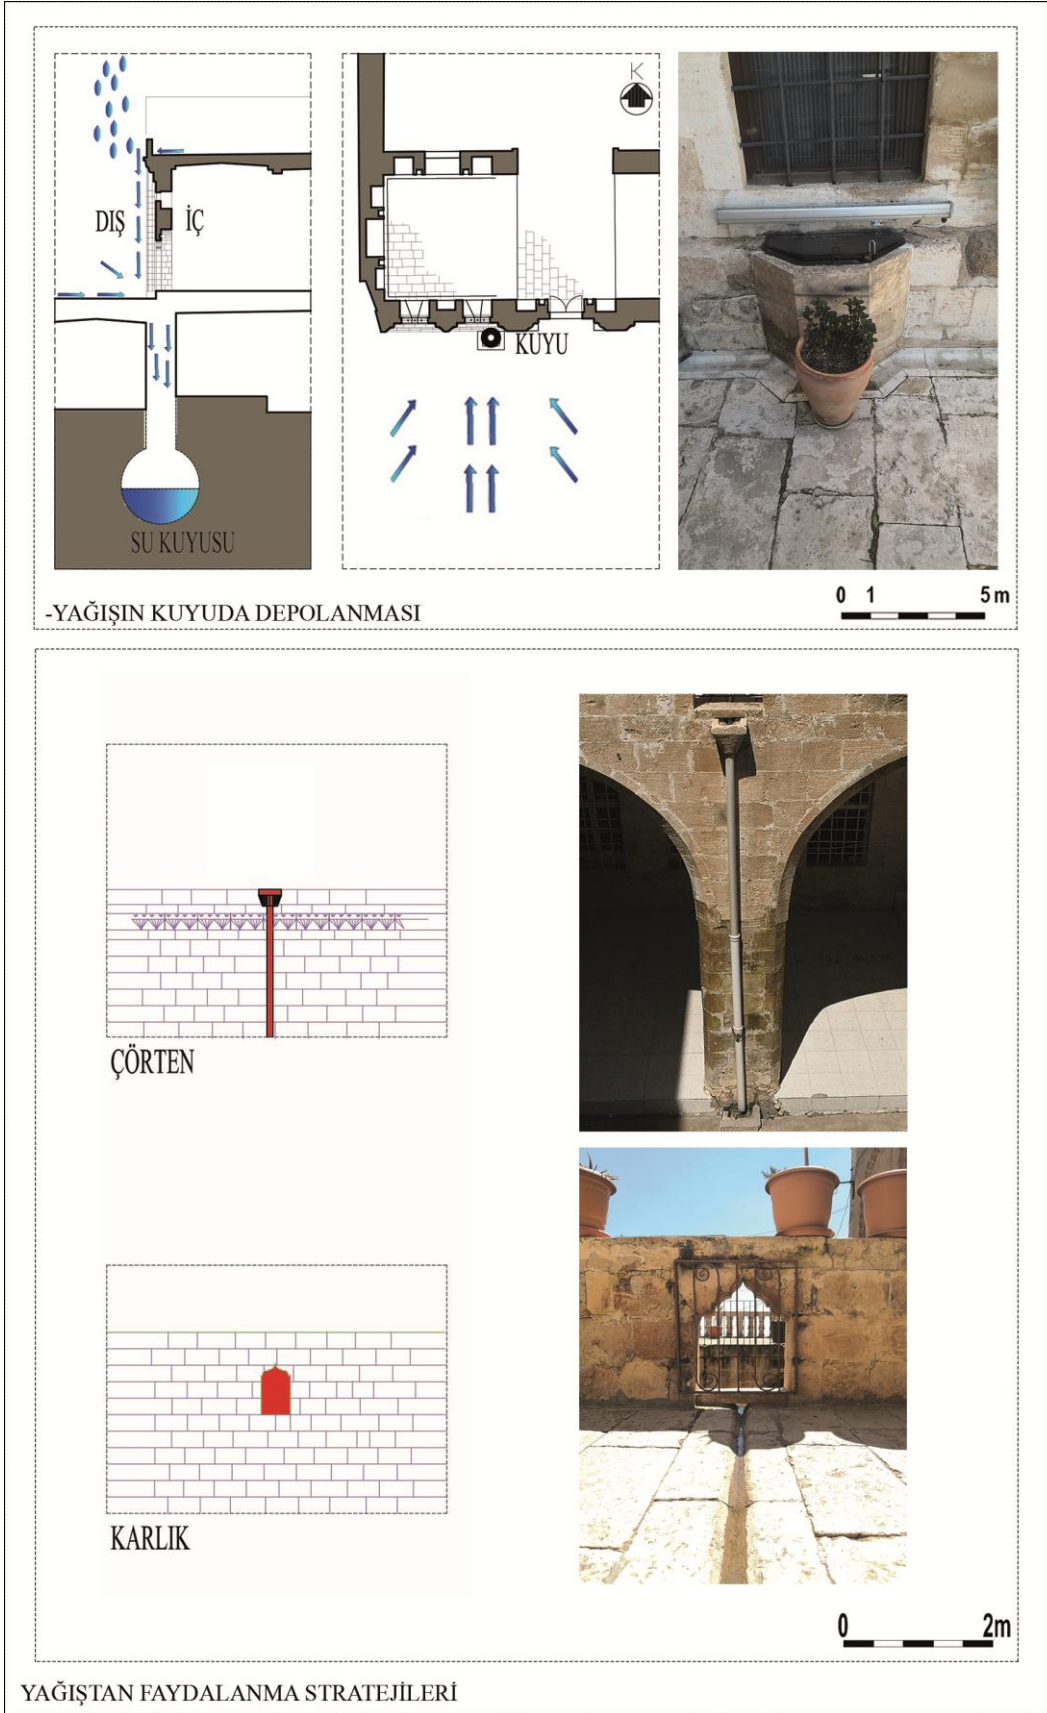 DIŞ İÇ
SU KUYUSU
K
KUYU
-YAĞIŞIN KUYUDA DEPOLANMASI
0 1 5 m
ÇÖRTEN
KARLIK
0 2m
YAĞIŞTAN FAYDALANMA STRATEJİLERİ